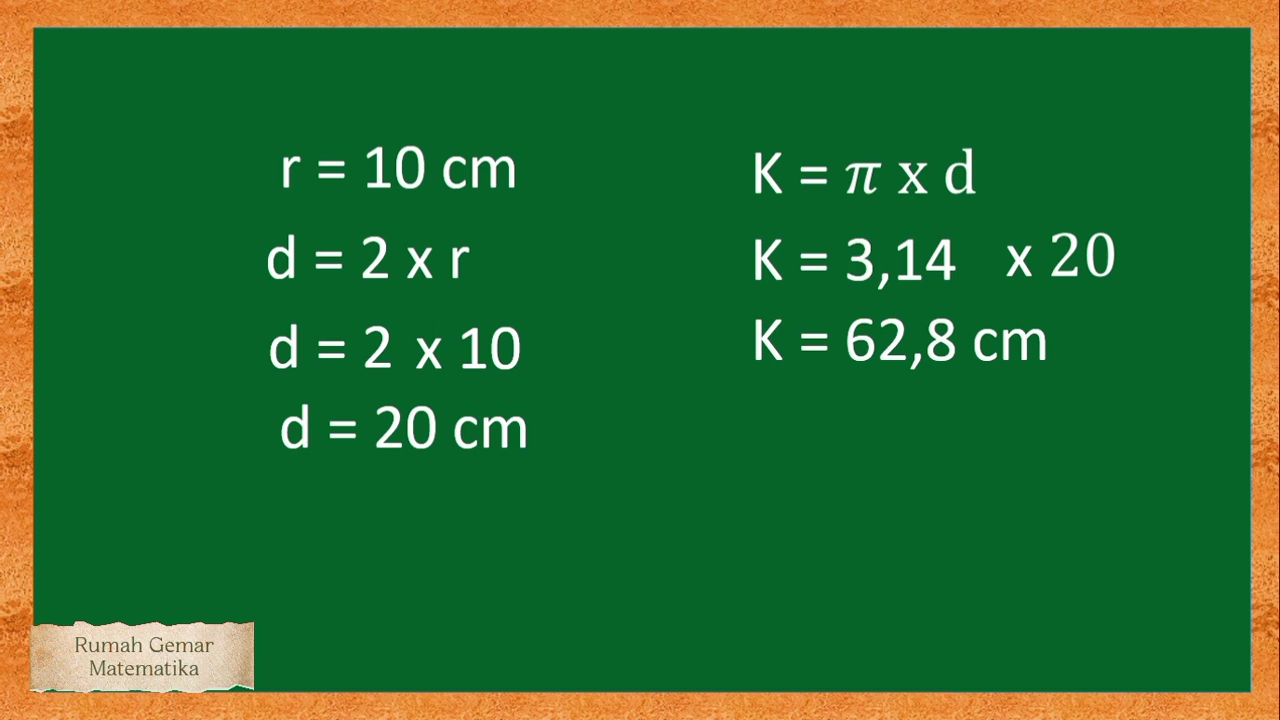 r = 10 cm
d = 2 x r
d = 2 x 10
d = 20 cm
K = π x d
K = 3,14 x 20
K = 62,8 cm
Rumah Gemar
Matematika